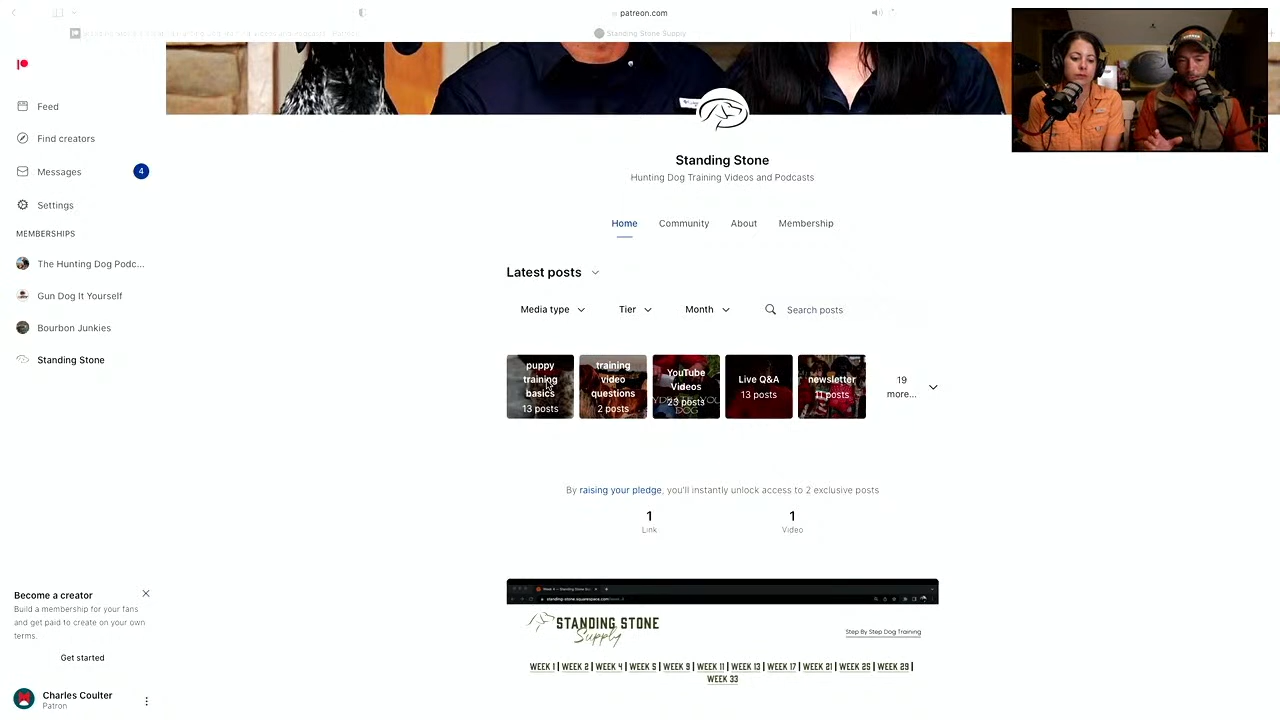 patreon.com
Standing Stone Supply
Feed
Find creators
Messages
4
Settings
MEMBERSHIPS
The Hunting Dog Podc...
Gun Dog It Yourself
Bourbon Junkies
Standing Stone
Standing Stone
Hunting Dog Training Videos and Podcasts
Home
Community
About
Membership
Latest posts
Media type
Tier
Month
Search posts
puppy
training
basics
13 posts
training
video
questions
2 posts
YouTube
Videos
23 posts
DOG
Live Q&A
13 posts
newsletter
11 posts
19
more...
By raising your pledge, you'll instantly unlock access to 2 exclusive posts
1
Link
1
Video
STANDING STONE
Supply
Step By Step Dog Training
WEEK 1 | WEEK 2 | WEEK 4 | WEEK 5 | WEEK 9 | WEEK 11 | WEEK 13 | WEEK 17 | WEEK 21 | WEEK 25 | WEEK 29 |
WEEK 33
Become a creator
Build a membership for your fans
and get paid to create on your own
terms.
Get started
Charles Coulter
Patron